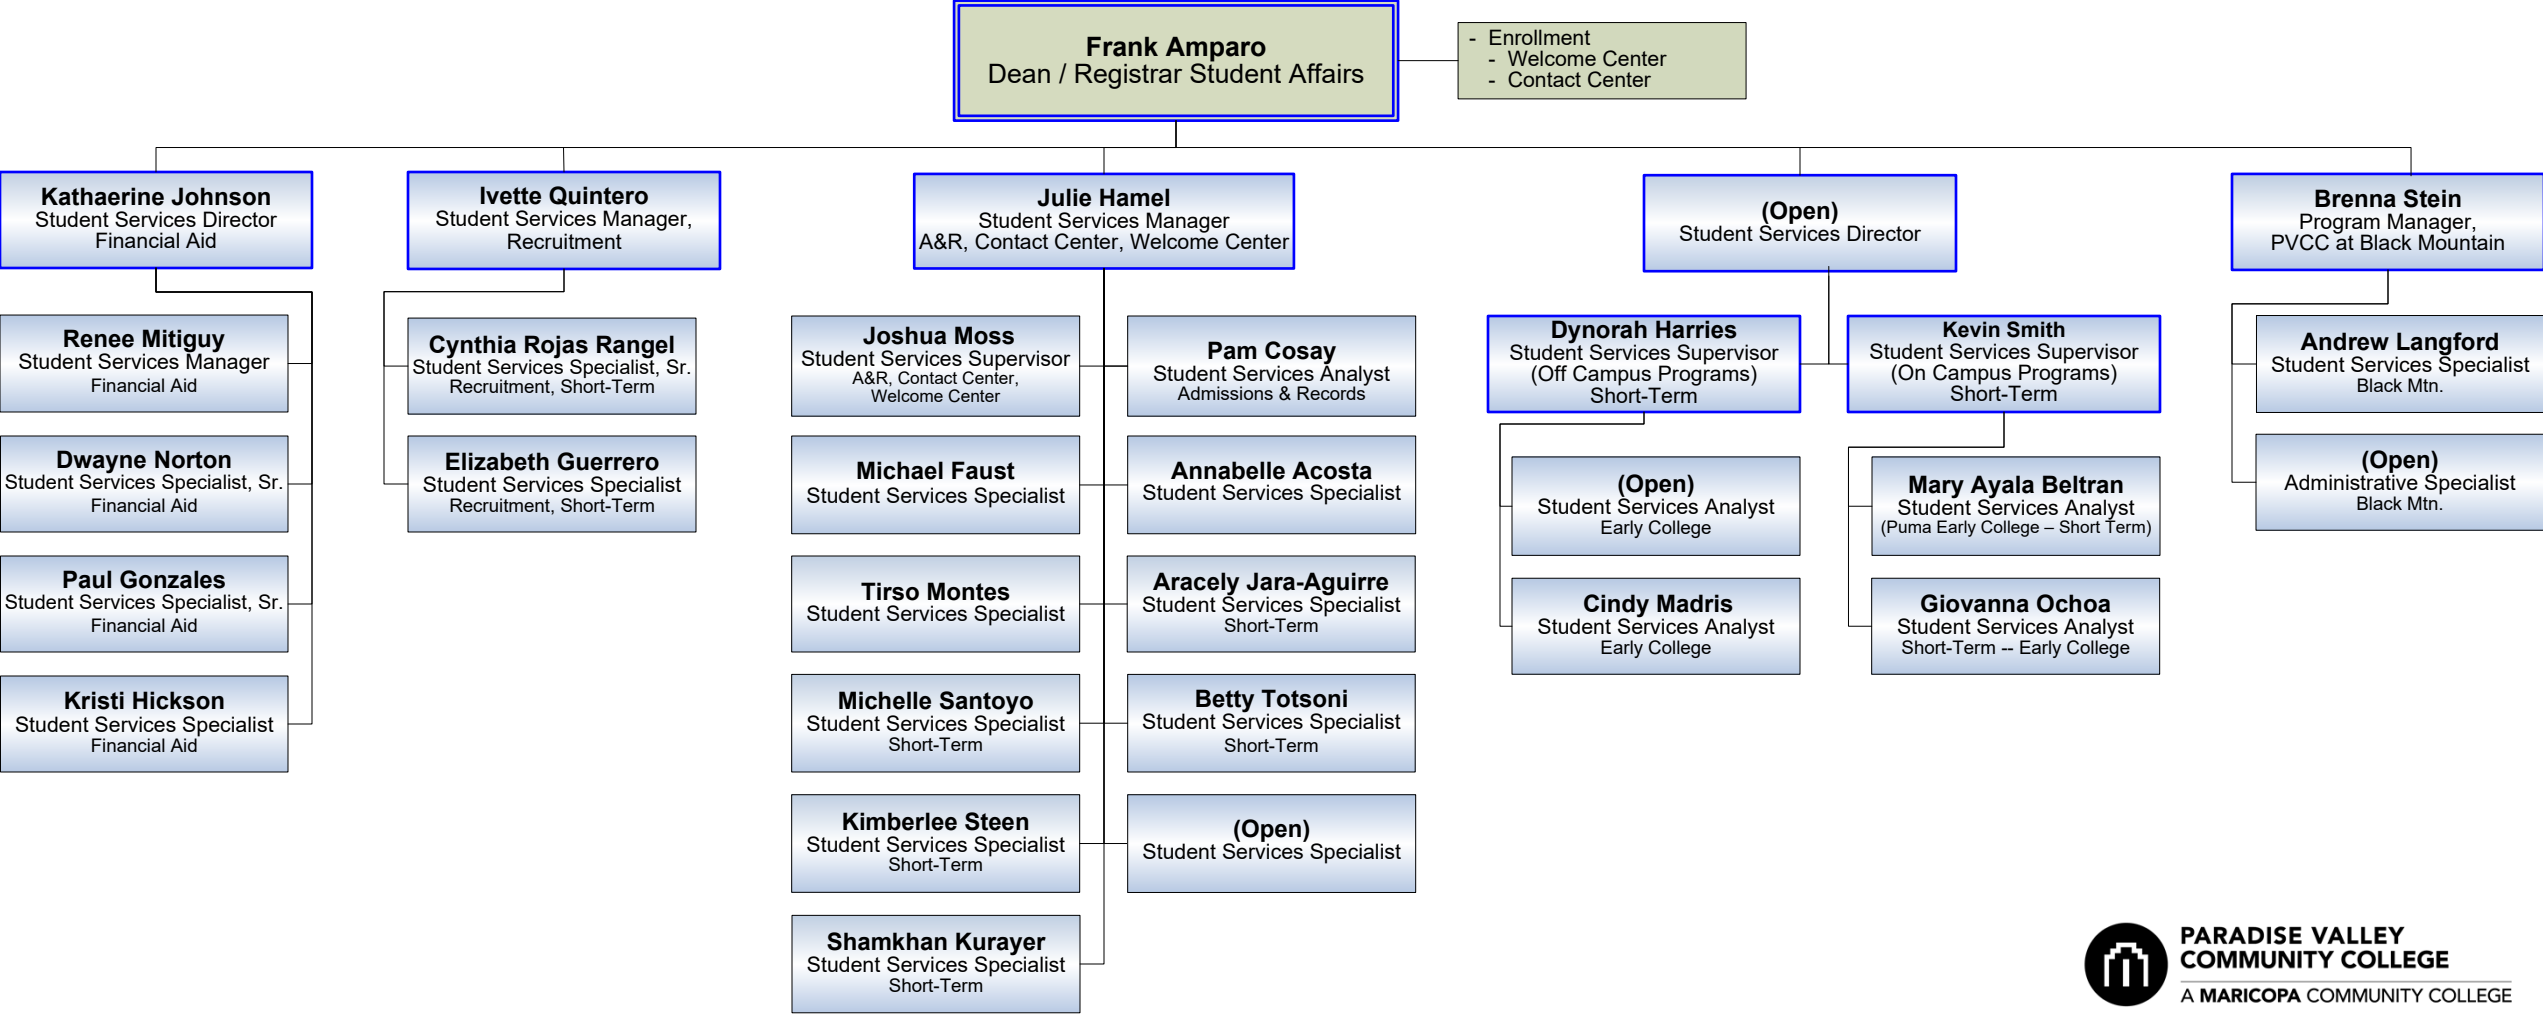 Frank Amparo
Dean / Registrar Student Affairs
- Enrollment
- Welcome Center
- Contact Center
Kathaerine Johnson
Student Services Director
Financial Aid
Renee Mitiguy
Student Services Manager
Financial Aid
Dwayne Norton
Student Services Specialist, Sr.
Financial Aid
Paul Gonzales
Student Services Specialist, Sr.
Financial Aid
Kristi Hickson
Student Services Specialist
Financial Aid
Ivette Quintero
Student Services Manager,
Recruitment
Cynthia Rojas Rangel
Student Services Specialist, Sr.
Recruitment, Short-Term
Elizabeth Guerrero
Student Services Specialist
Recruitment, Short-Term
Julie Hamel
Student Services Manager
A&R, Contact Center, Welcome Center
Joshua Moss
Student Services Supervisor
A&R, Contact Center,
Welcome Center
Pam Cosay
Student Services Analyst
Admissions & Records
Michael Faust
Student Services Specialist
Annabelle Acosta
Student Services Specialist
Tirso Montes
Student Services Specialist
Aracely Jara-Aguirre
Student Services Specialist
Short-Term
Michelle Santoyo
Student Services Specialist
Short-Term
Betty Totsoni
Student Services Specialist
Short-Term
Kimberlee Steen
Student Services Specialist
Short-Term
(Open)
Student Services Specialist
Shamkhan Kurayer
Student Services Specialist
Short-Term
(Open)
Student Services Director
Dynorah Harries
Student Services Supervisor
(Off Campus Programs)
Short-Term
(Open)
Student Services Analyst
Early College
Cindy Madris
Student Services Analyst
Early College
Kevin Smith
Student Services Supervisor
(On Campus Programs)
Short-Term
Mary Ayala Beltran
Student Services Analyst
(Puma Early College – Short Term)
Giovanna Ochoa
Student Services Analyst
Short-Term -- Early College
Brenna Stein
Program Manager,
PVCC at Black Mountain
Andrew Langford
Student Services Specialist
Black Mtn.
(Open)
Administrative Specialist
Black Mtn.
PARADISE VALLEY
COMMUNITY COLLEGE
A MARICOPA COMMUNITY COLLEGE